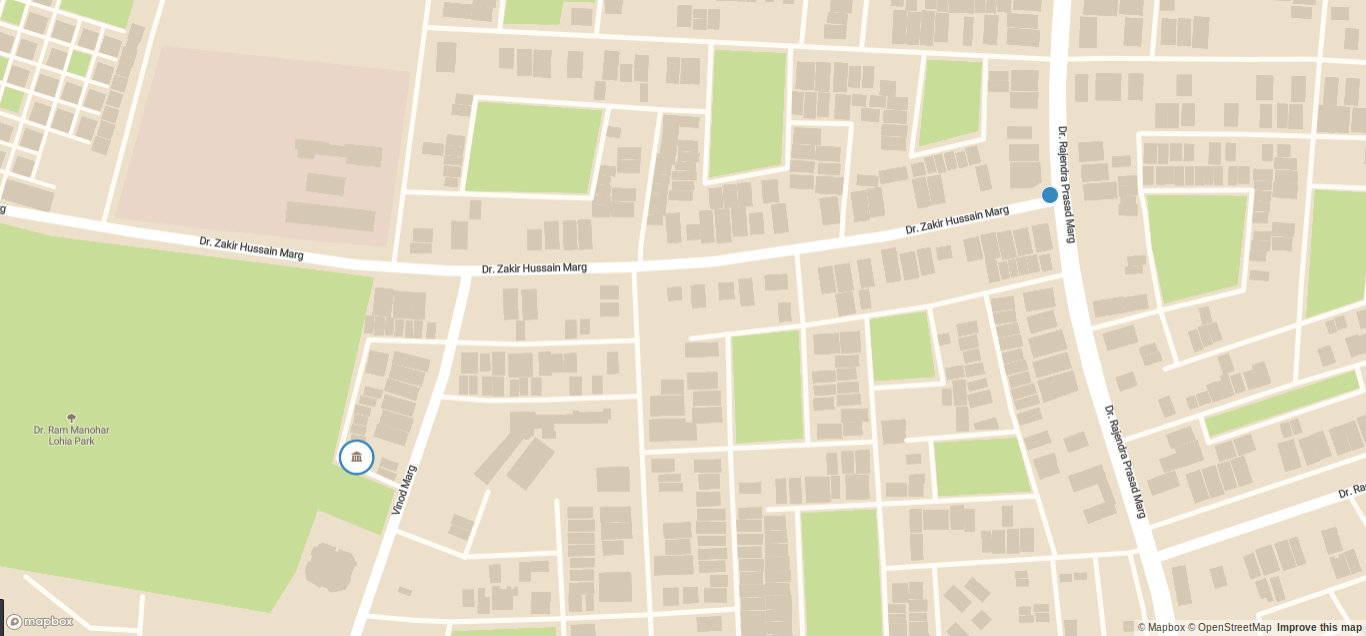 rg
Dr. Rajendra Prasad Marg
Dr. Zakir Hussain Marg
Dr. Zakir Hussain Marg
Dr. Zakir Hussain Marg
Dr. Ram Manohar
Lohia Park
Dr. Rajendra Prasad Marg
Vinod Marg
Dr. Ra
mapbox
© Mapbox © OpenStreetMap Improve this map